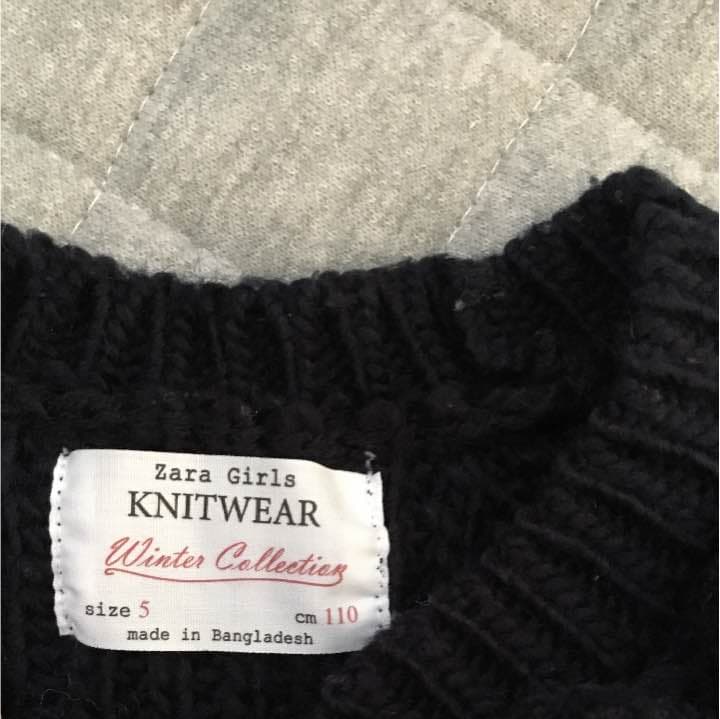 Zara Girls
KNITWEAR
Winter Collection
size 5 cm 110
made in Bangladesh